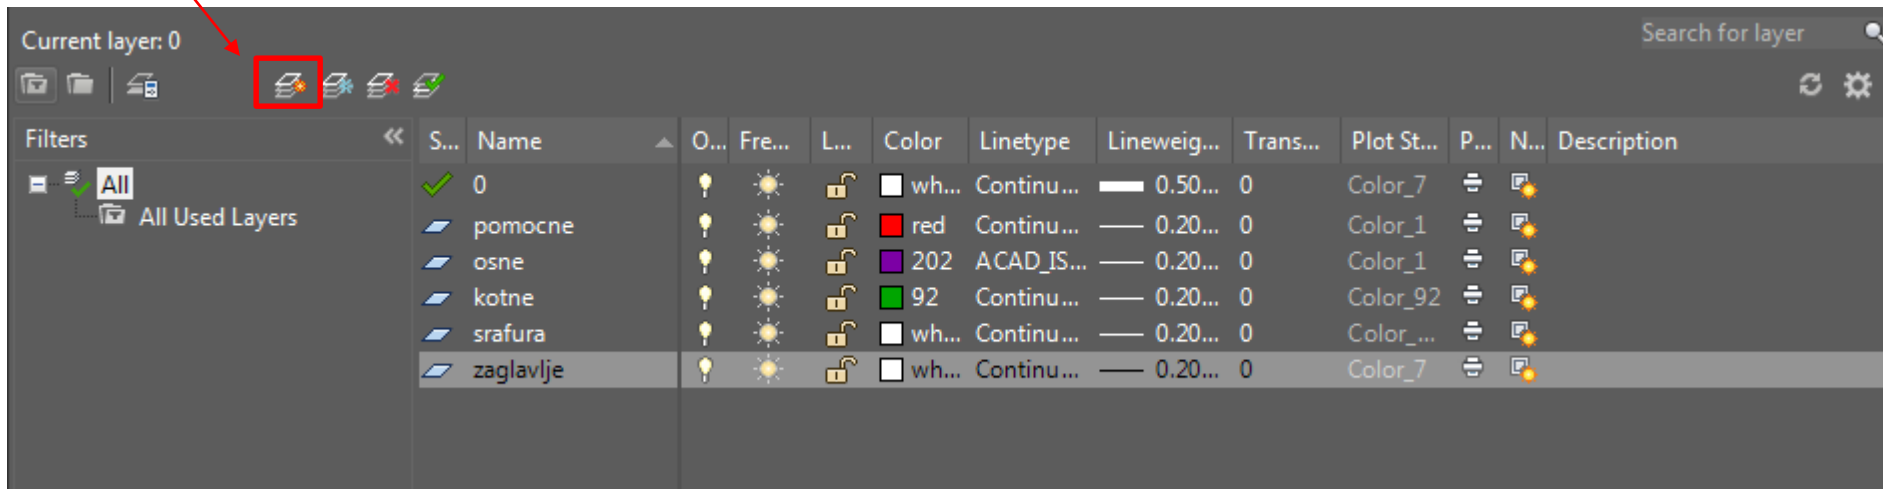 Current layer: 0
Search for layer
Filters
S... Name O... Fre... L... Color Linetype Lineweig... Trans... Plot St... P... N... Description
All
All Used Layers
0 wh... Continu... 0.50... 0 Color_7
pomocne red Continu... 0.20... 0 Color_1
osne 202 ACAD_IS... 0.20... 0 Color_1
kotne 92 Continu... 0.20... 0 Color_92
srafura wh... Continu... 0.20... 0 Color_...
zaglavlje wh... Continu... 0.20... 0 Color_7